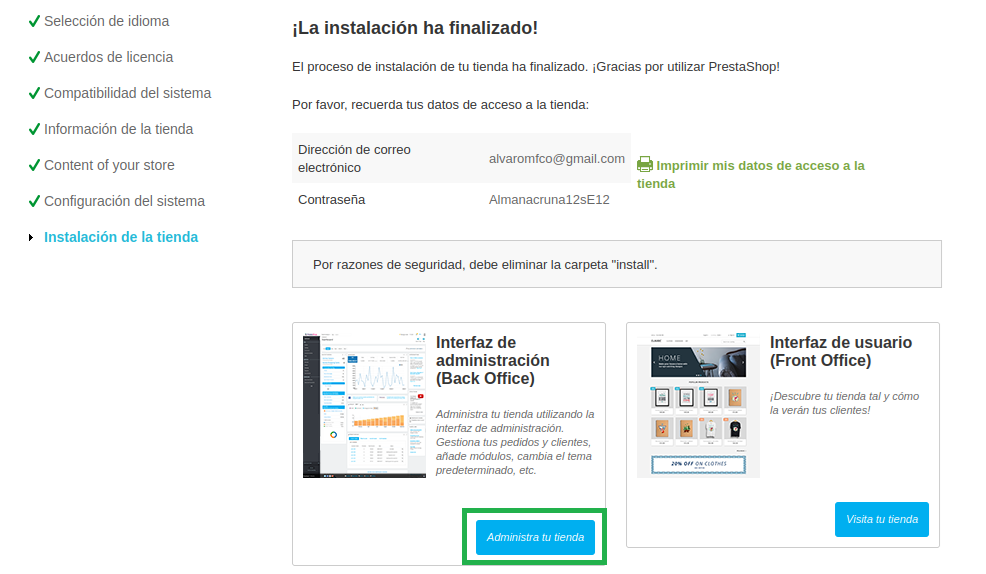 Selección de idioma
Acuerdos de licencia
Compatibilidad del sistema
Información de la tienda
Content of your store
Configuración del sistema
Instalación de la tienda
¡La instalación ha finalizado!
El proceso de instalación de tu tienda ha finalizado. ¡Gracias por utilizar PrestaShop!
Por favor, recuerda tus datos de acceso a la tienda:
Dirección de correo
electrónico
alvaromfco@gmail.com
Contraseña
Almanacruna12sE12
Imprimir mis datos de acceso a la
tienda
Por razones de seguridad, debe eliminar la carpeta "install".
Interfaz de
administración
(Back Office)
Administra tu tienda utilizando la
interfaz de administración.
Gestiona tus pedidos y clientes,
añade módulos, cambia el tema
predeterminado, etc.
Administra tu tienda
HOME
20% OFF ON CLOTHES
Interfaz de usuario
(Front Office)
¡Descubre tu tienda tal y cómo
la verán tus clientes!
Visita tu tienda